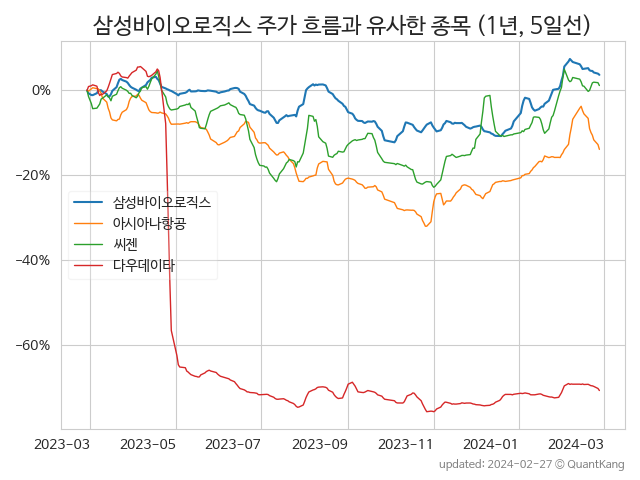 삼성바이오로직스 주가 흐름과 유사한 종목 (1년, 5일선)
0%
−20%
−40%
−60%
삼성바이오로직스
아시아나항공
씨젠
다우데이타
2023-03 2023-05 2023-07 2023-09 2023-11 2024-01 2024-03
updated: 2024-02-27 © QuantKang